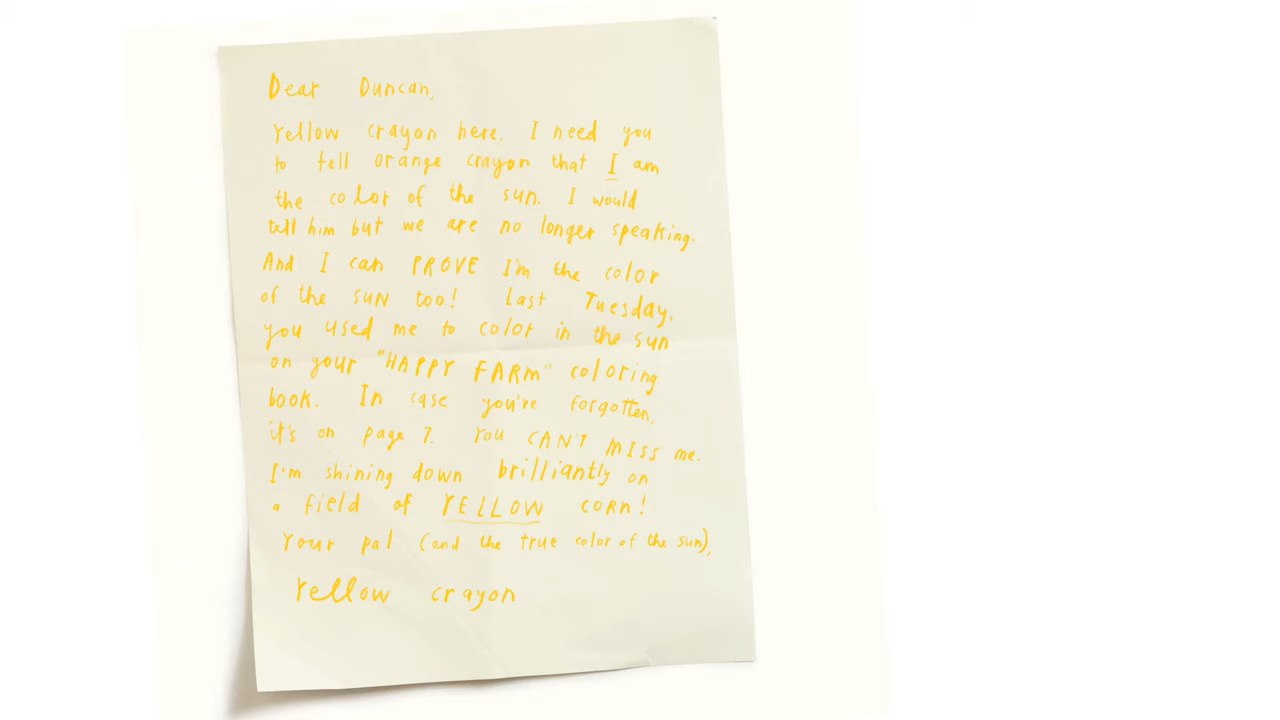 Dear Duncan,
Yellow crayon here. I need you
to tell orange crayon that I am
the color of the sun. I would
tell him but we are no longer speaking.
And I can PROVE I'm the color
of the sun too! Last Tuesday,
you used me to color in the sun
on your "HAPPY FARM" coloring
book. In case you've forgotten,
it's on page 7. You CAN'T MISS me.
I'm shining down brilliantly on
a field of YELLOW corn!
Your pal (and the true color of the sun),
Yellow crayon